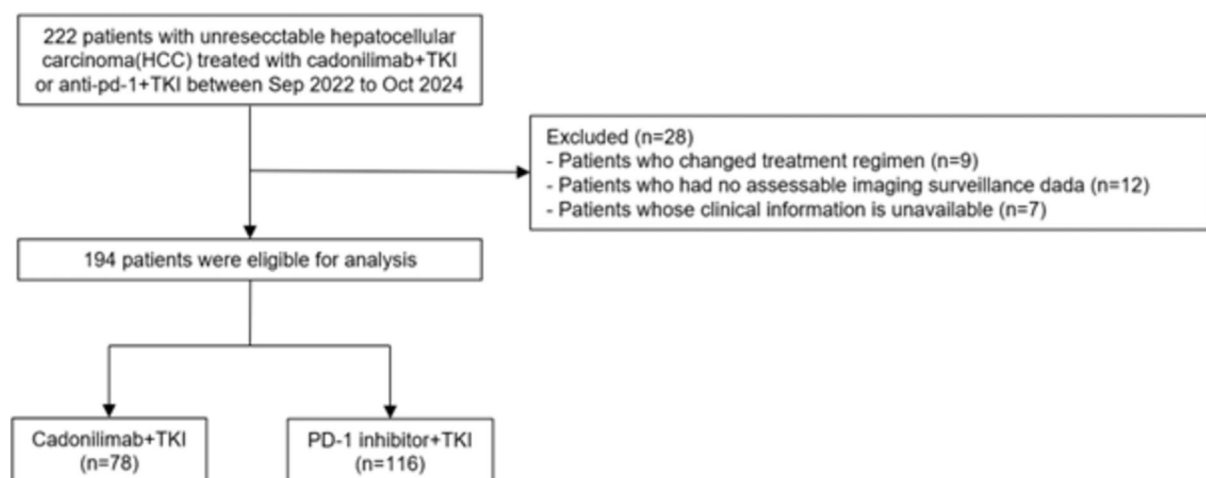 222 patients with unresecctable hepatocellular
carcinoma(HCC) treated with cadonilimab+TKI
or anti-pd-1+TKI between Sep 2022 to Oct 2024
Excluded (n=28)
- Patients who changed treatment regimen (n=9)
- Patients who had no assessable imaging surveillance dada (n=12)
- Patients whose clinical information is unavailable (n=7)
194 patients were eligible for analysis
Cadonilimab+TKI
(n=78)
PD-1 inhibitor+TKI
(n=116)